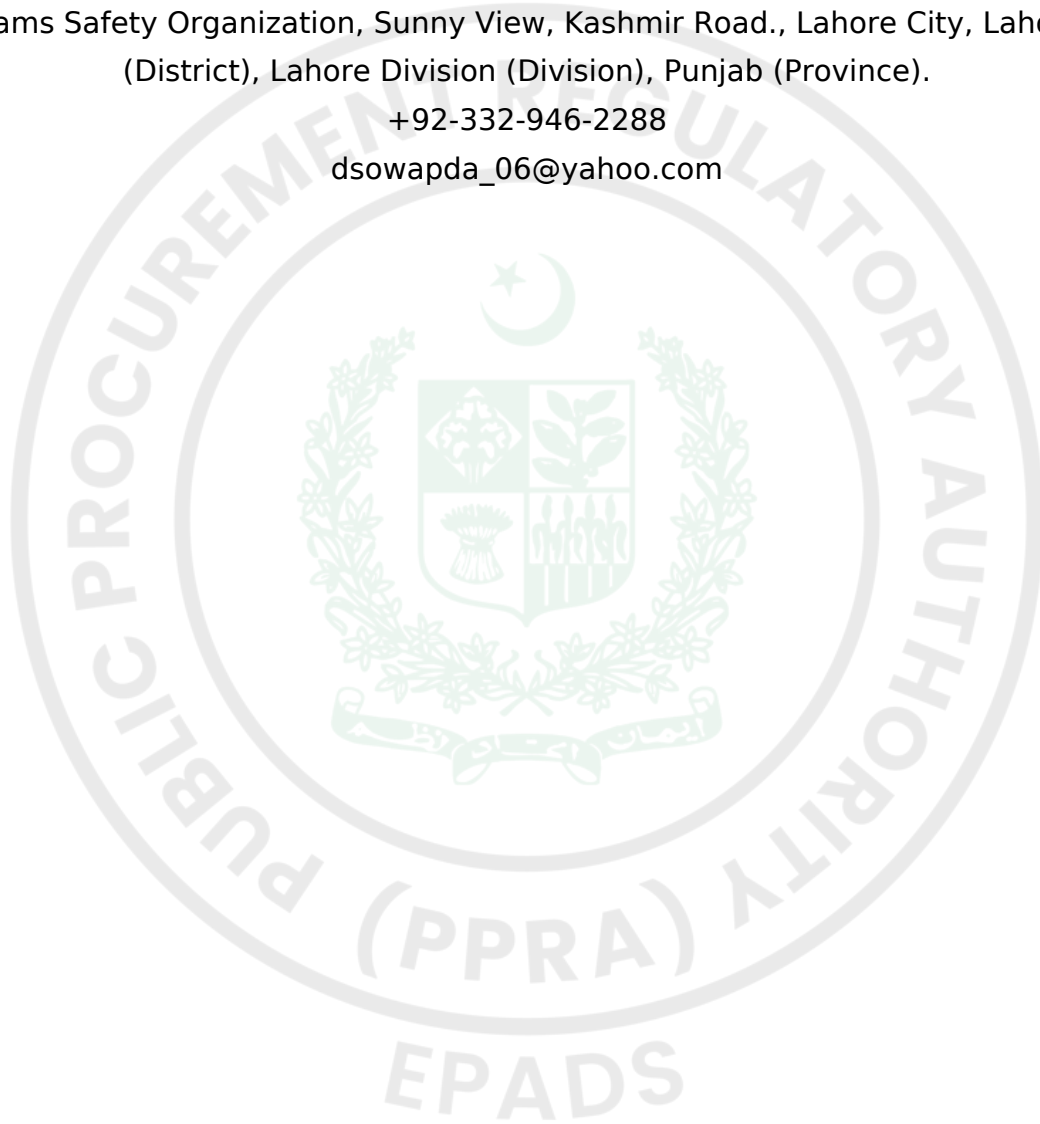 ams Safety Organization, Sunny View, Kashmir Road., Lahore City, Laho
(District), Lahore Division (Division), Punjab (Province).
+92-332-946-2288
dsowapda_06@yahoo.com
PUBLIC PROCUREMENT REGULATORY AUTHORITY
(PPRA)
EPADS